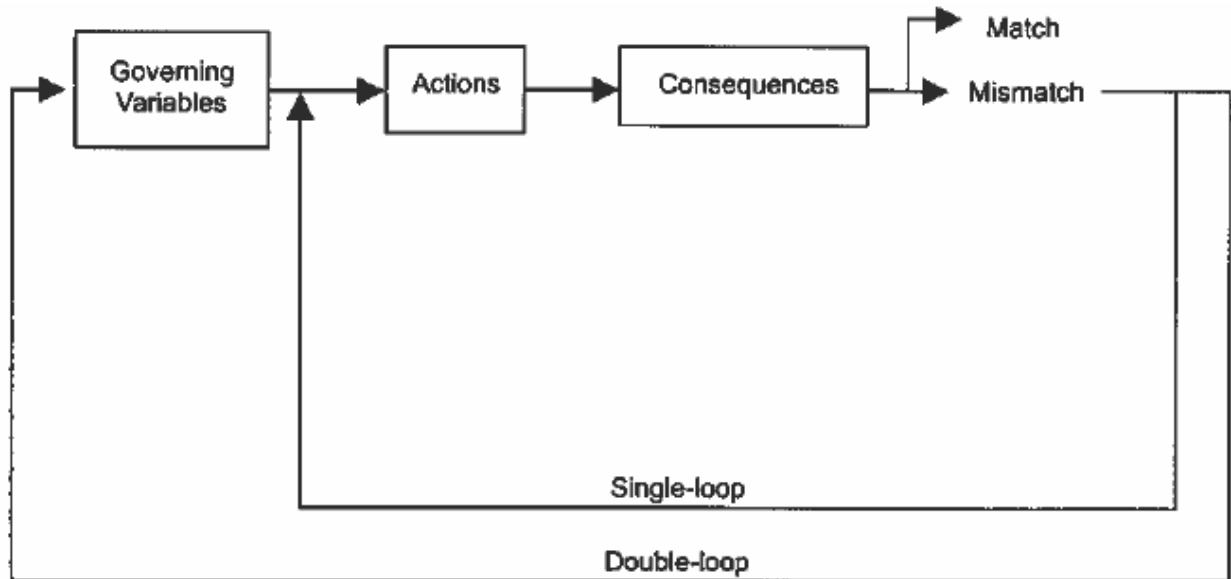 Governing
Variables
Actions
Consequences
Match
Mismatch
Single-loop
Double-loop